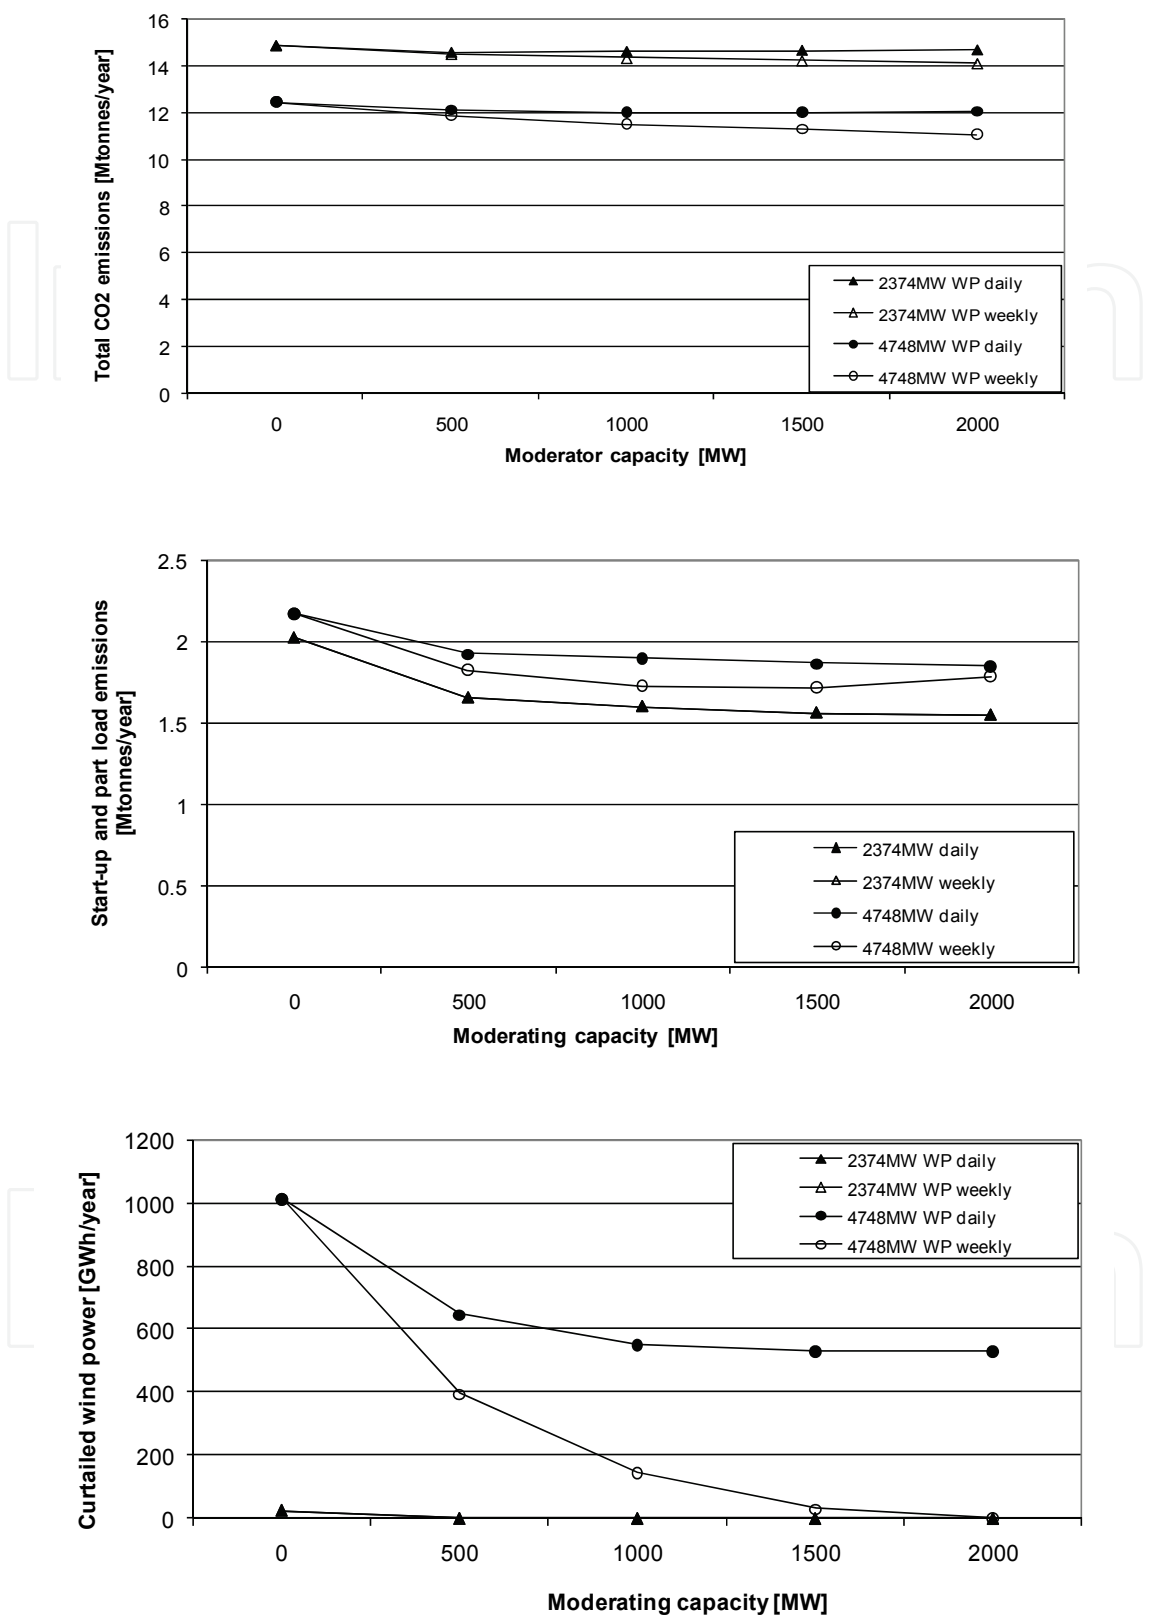 16
14
12
10
8
6
4
2
0
Total CO2 emissions [Mtonnes/year]
2374MW WP daily
2374MW WP weekly
4748MW WP daily
4748MW WP weekly
0 500 1000 1500 2000
Moderator capacity [MW]
2.5
2
1.5
1
0.5
0
Start-up and part load emissions
[Mtonnes/year]
2374MW daily
2374MW weekly
4748MW daily
4748MW weekly
0 500 1000 1500 2000
Moderating capacity [MW]
1200
1000
800
600
400
200
0
Curtailed wind power [GWh/year]
2374MW WP daily
2374MW WP weekly
4748MW WP daily
4748MW WP weekly
0 500 1000 1500 2000
Moderating capacity [MW]